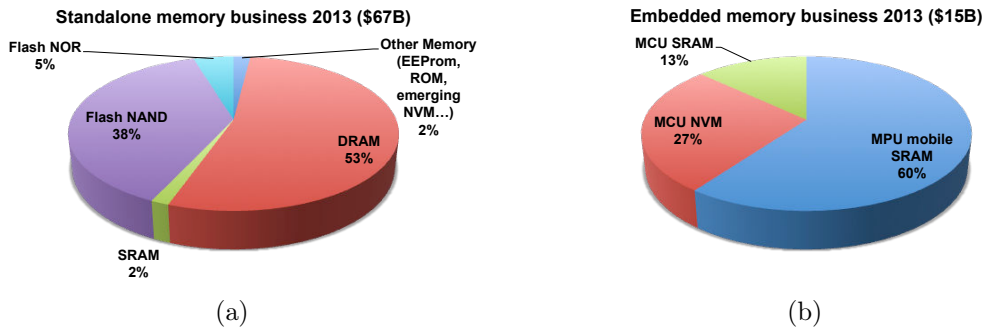 Standalone memory business 2013 ($67B)
Flash NOR
5%
Other Memory
(EEProm,
ROM,
emerging
NVM...)
2%
Flash NAND
38%
DRAM
53%
SRAM
2%
(a)
Embedded memory business 2013 ($15B)
MCU SRAM
13%
MCU NVM
27%
MPU mobile
SRAM
60%
(b)